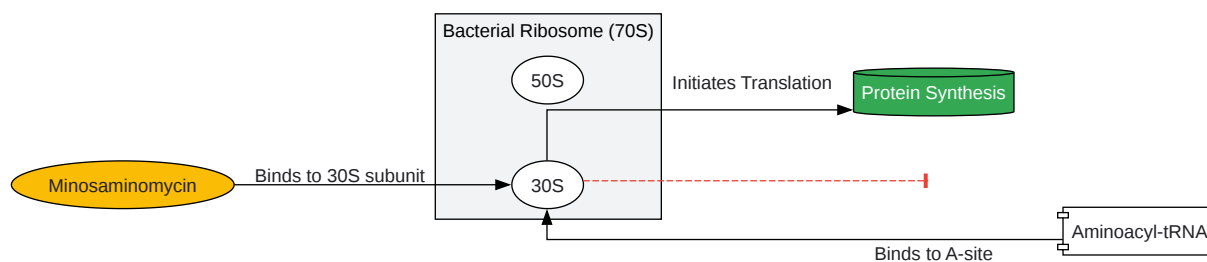 Bacterial Ribosome (70S)
50S
Initiates Translation
Protein Synthesis
Minosaminomycin
Binds to 30S subunit
30S
Aminoacyl-tRNA
Binds to A-site